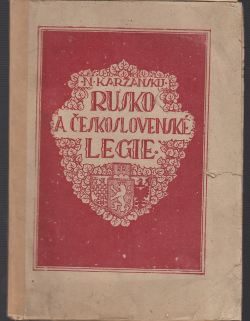 N·KARŽANSKIJ·
RUSKO
A ČESKOSLOVENSKÉ
LEGIE·